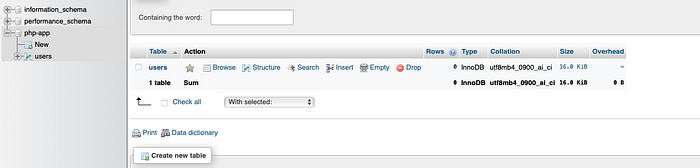 information_schema
performance_schema
php-app
New
users
Containing the word:
Table Action Rows Type Collation Size Overhead
users Browse Structure Search Insert Empty Drop 0 InnoDB utf8mb4_0900_ai_ci 16.0 KiB -
1 table Sum 0 InnoDB utf8mb4_0900_ai_ci 16.0 KiB 0 B
Check all With selected:
Print Data dictionary
Create new table